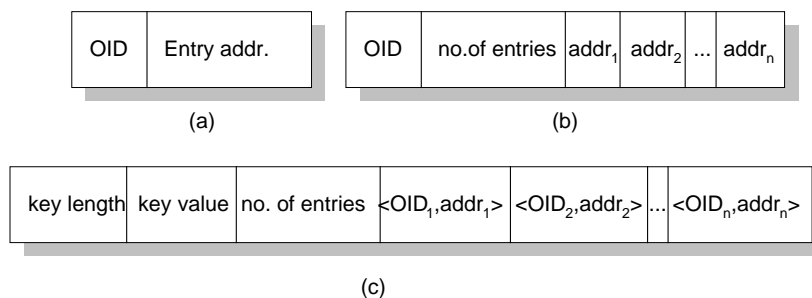 OID Entry addr. OID no.of entries addr₁ addr₂ ... addrₙ
(a) (b)
key length key value no. of entries <OID₁,addr₁> <OID₂,addr₂> ... <OIDₙ,addrₙ>
(c)